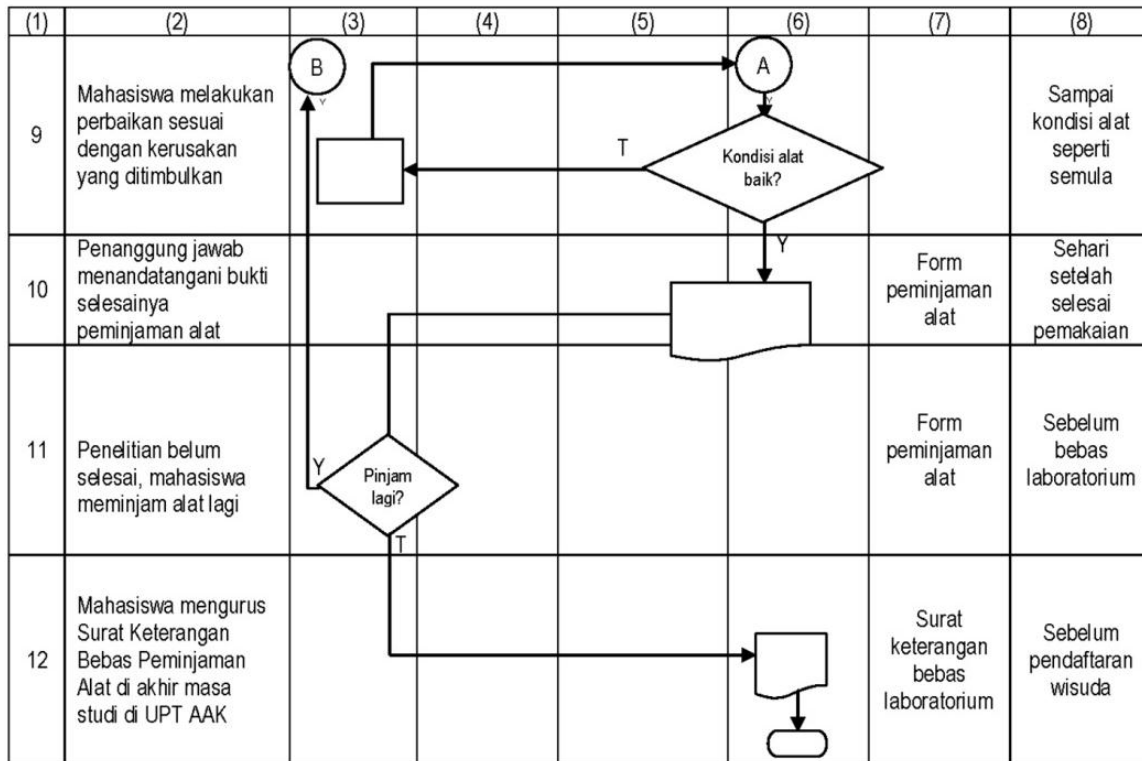 (1) (2) (3) (4) (5) (6) (7) (8)
B
A
Y
Y
9
Mahasiswa melakukan
perbaikan sesuai
dengan kerusakan
yang ditimbulkan
T
Kondisi alat
baik?
Y
Sampai
kondisi alat
seperti
semula
10
Penanggung jawab
menandatangani bukti
selesainya
peminjaman alat
Form
peminjaman
alat
Sehari
setelah
selesai
pemakaian
11
Penelitian belum
selesai, mahasiswa
meminjam alat lagi
Y
Pinjam
lagi?
T
Form
peminjaman
alat
Sebelum
bebas
laboratorium
12
Mahasiswa mengurus
Surat Keterangan
Bebas Peminjaman
Alat di akhir masa
studi di UPT AAK
Surat
keterangan
bebas
laboratorium
Sebelum
pendaftaran
wisuda